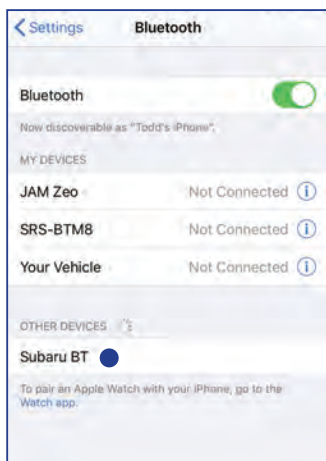 Settings Bluetooth
Bluetooth
Now discoverable as "Todd's iPhone".
MY DEVICES
JAM Zeo Not Connected
SRS-BTM8 Not Connected
Your Vehicle Not Connected
OTHER DEVICES
Subaru BT
To pair an Apple Watch with your iPhone, go to the
Watch app.